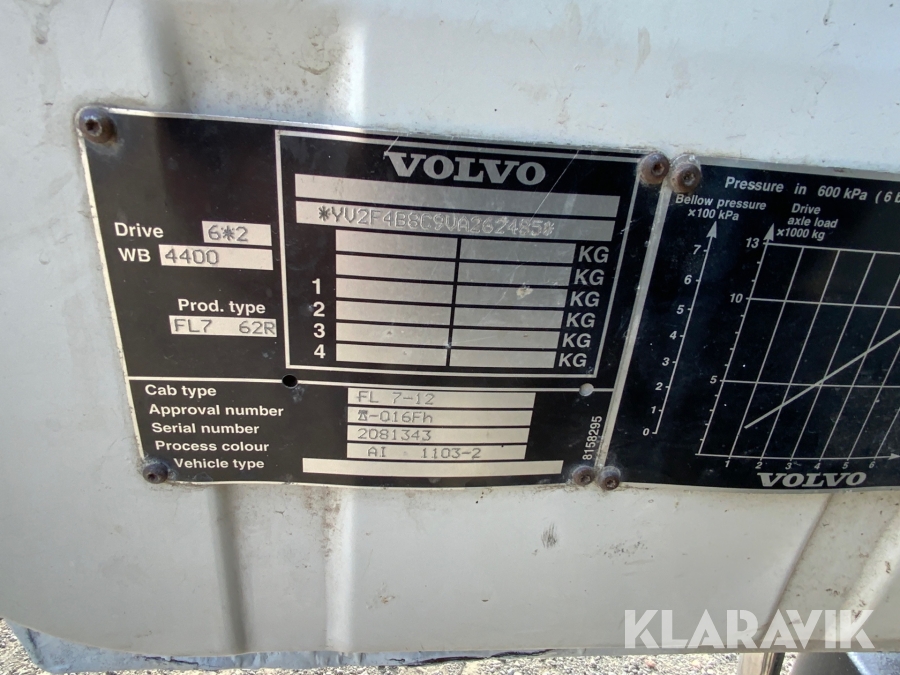 VOLVO
*YV2F4B8C9VA262485*
Drive 6*2
WB 4400
KG
KG
1 KG
Prod. type
2 KG
FL7 62R
3 KG
4 KG
Cab type FL 7-12
Approval number -016Fh
Serial number 2081343
Process colour AI 1103-2
Vehicle type
8158295
Pressure in 600 kPa (6
Bellow pressure
×100 kPa
Drive
axle load
×1000 kg
7
6
5
4
3
2
1
0
13
10
5
1 2 3 4 5 6
VOLVO
KLARAVIK